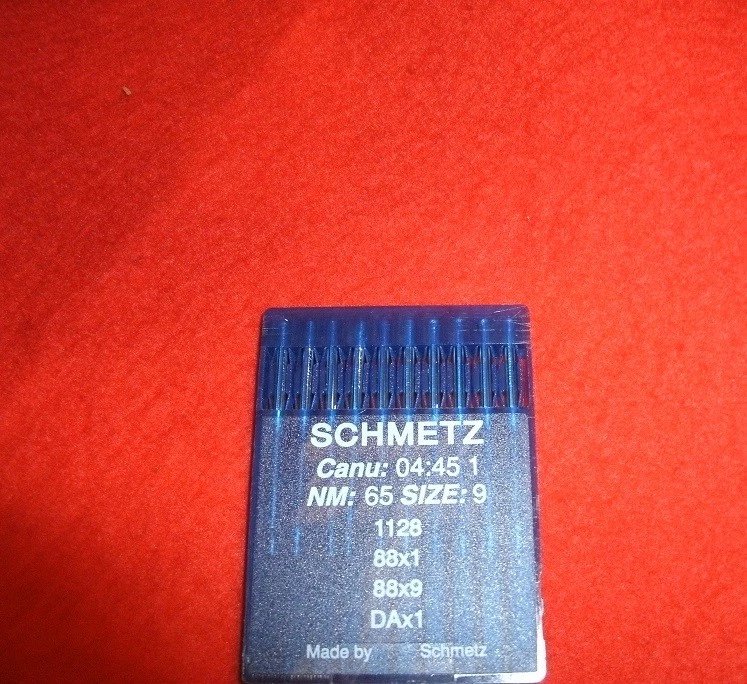 SCHMETZ
Canu: 04:45 1
NM: 65 SIZE: 9
1128
88x1
88x9
DAx1
Made by Schmetz